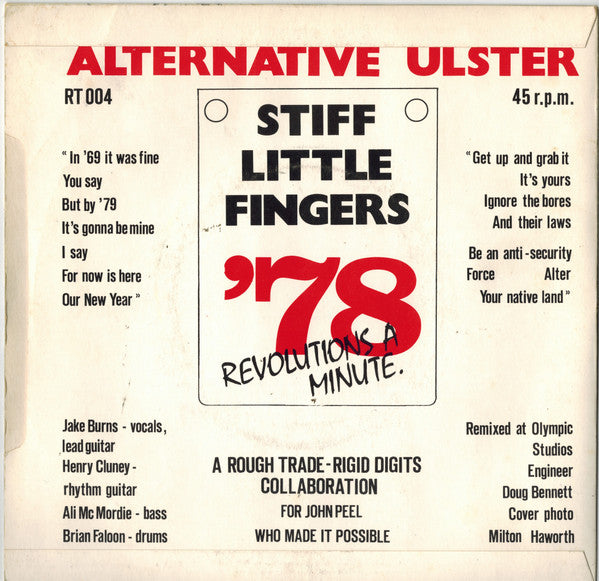 ALTERNATIVE ULSTER
RT 004
45 r.p.m.
STIFF
LITTLE
FINGERS
'78
REVOLUTIONS A
MINUTE.
“In '69 it was fine
You say
But by '79
It's gonna be mine
I say
For now is here
Our New Year”
“Get up and grab it
It's yours
Ignore the bores
And their laws
Be an anti-security
Force Alter
Your native land”
Jake Burns - vocals,
lead guitar
Henry Cluney -
rhythm guitar
Ali Mc Mordie - bass
Brian Faloon - drums
A ROUGH TRADE-RIGID DIGITS
COLLABORATION
FOR JOHN PEEL
WHO MADE IT POSSIBLE
Remixed at Olympic
Studios
Engineer
Doug Bennett
Cover photo
Milton Haworth